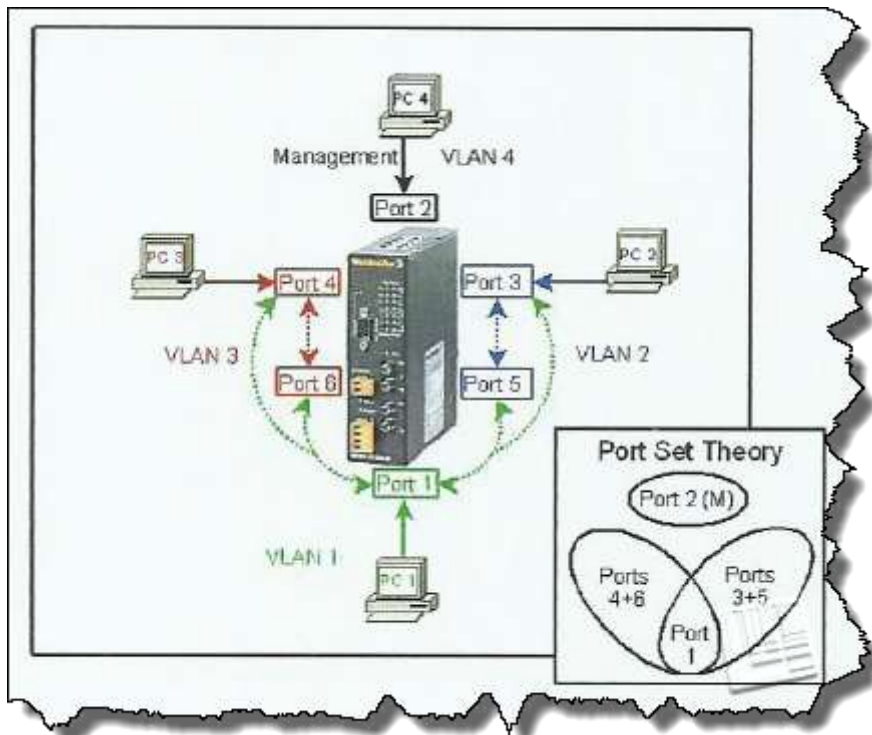 PC 4
Management
VLAN 4
Port 2
PC 3
PC 2
Port 4
Port 3
VLAN 3
VLAN 2
Port 6
Port 5
Port 1
VLAN 1
PC 1
Port Set Theory
Port 2 (M)
Ports
4+6
Ports
3+5
Port
1